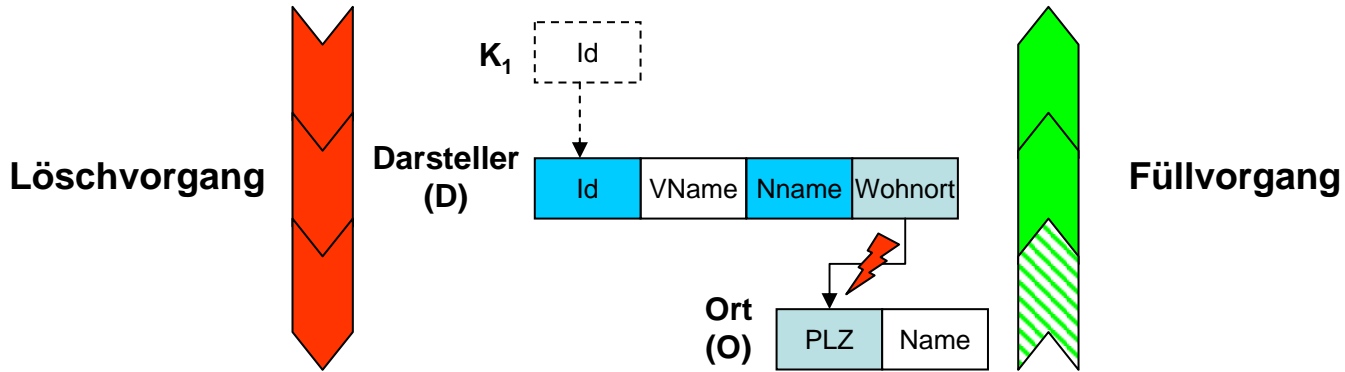 K₁ Id
Löschvorgang
Darsteller
(D)
Id VName Nname Wohnort
Füllvorgang
Ort
(O)
PLZ Name